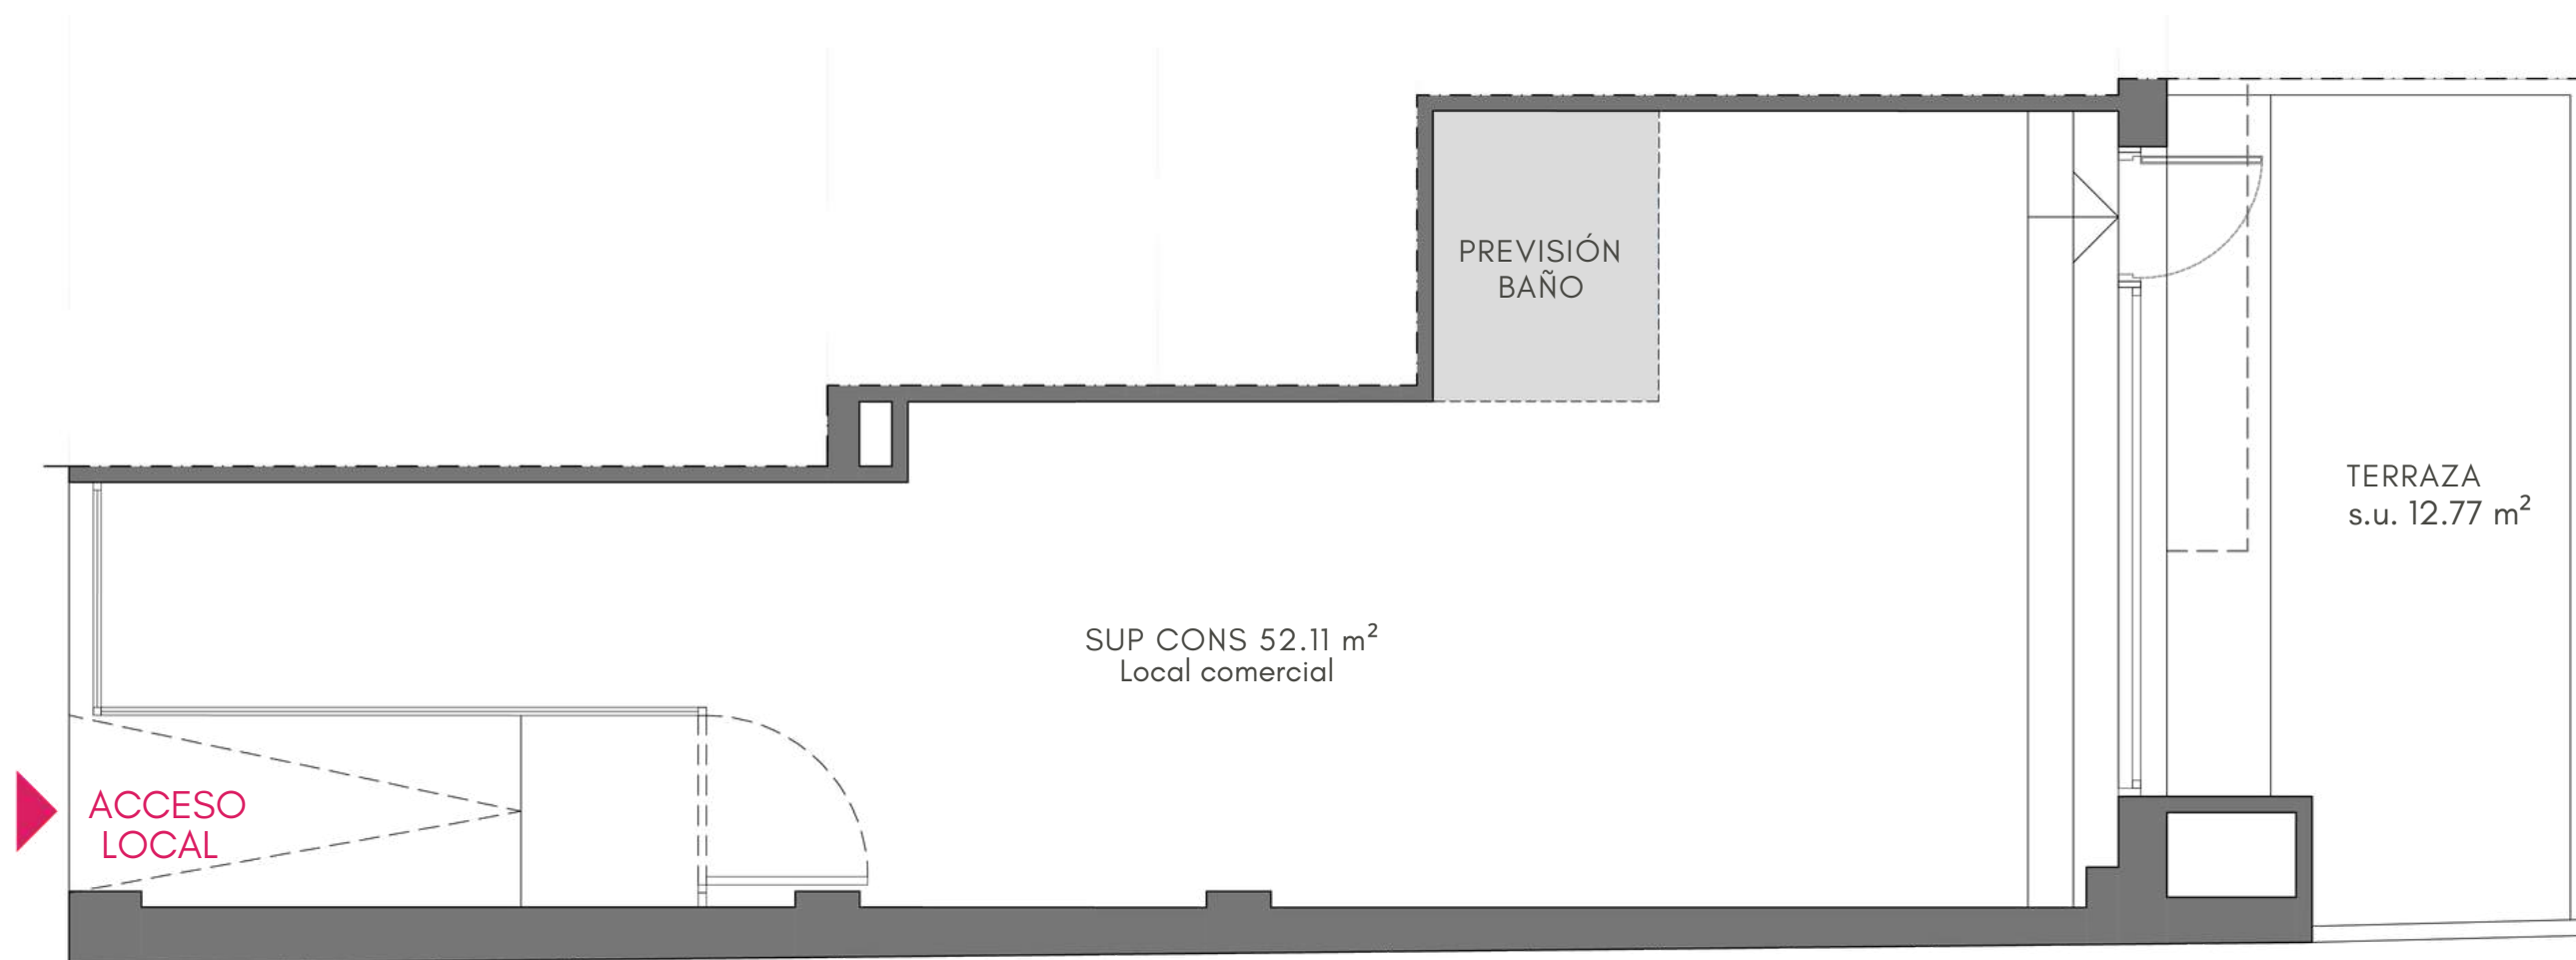 PREVISIÓN
BAÑO
TERRAZA
s.u. 12.77 m²
SUP CONS 52.11 m²
Local comercial
ACCESO
LOCAL